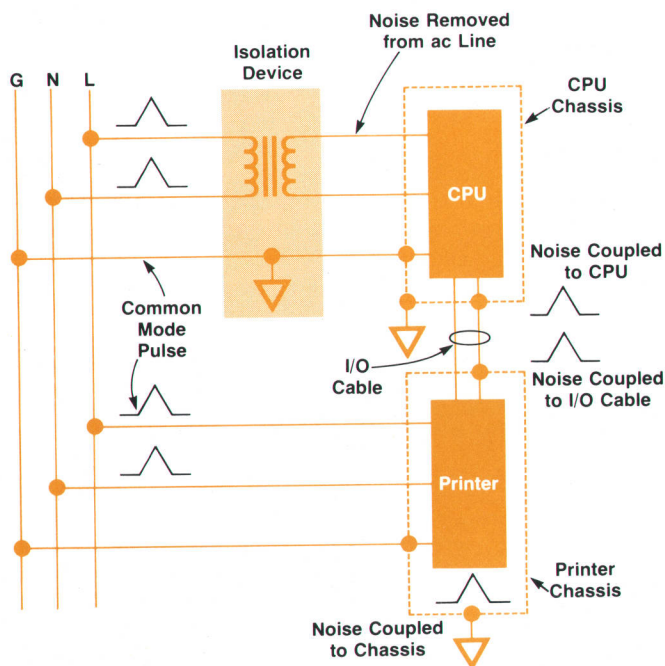 Noise Removed
from ac Line
Isolation
Device
G N L
CPU
Chassis
CPU
Noise Coupled
to CPU
Common
Mode
Pulse
I/O
Cable
Noise Coupled
to I/O Cable
Printer
Printer
Chassis
Noise Coupled
to Chassis